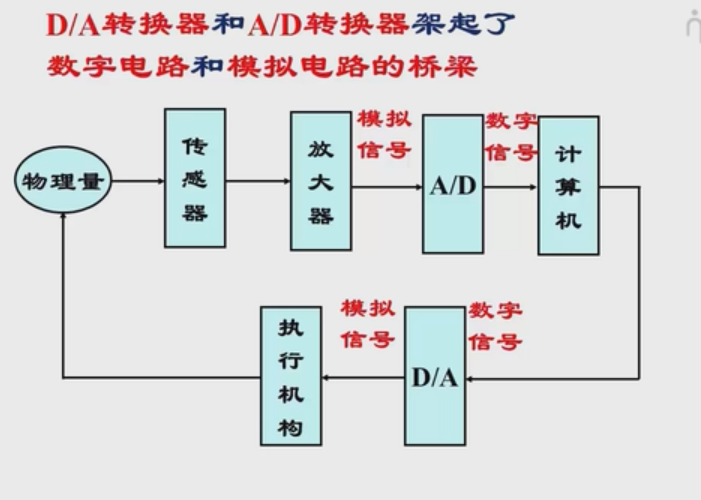 D/A转换器和A/D转换器架起了
数字电路和模拟电路的桥梁
物理量
传感器
放大器
模拟
信号
A/D
数字
信号
计算机
执行机构
模拟
信号
D/A
数字
信号